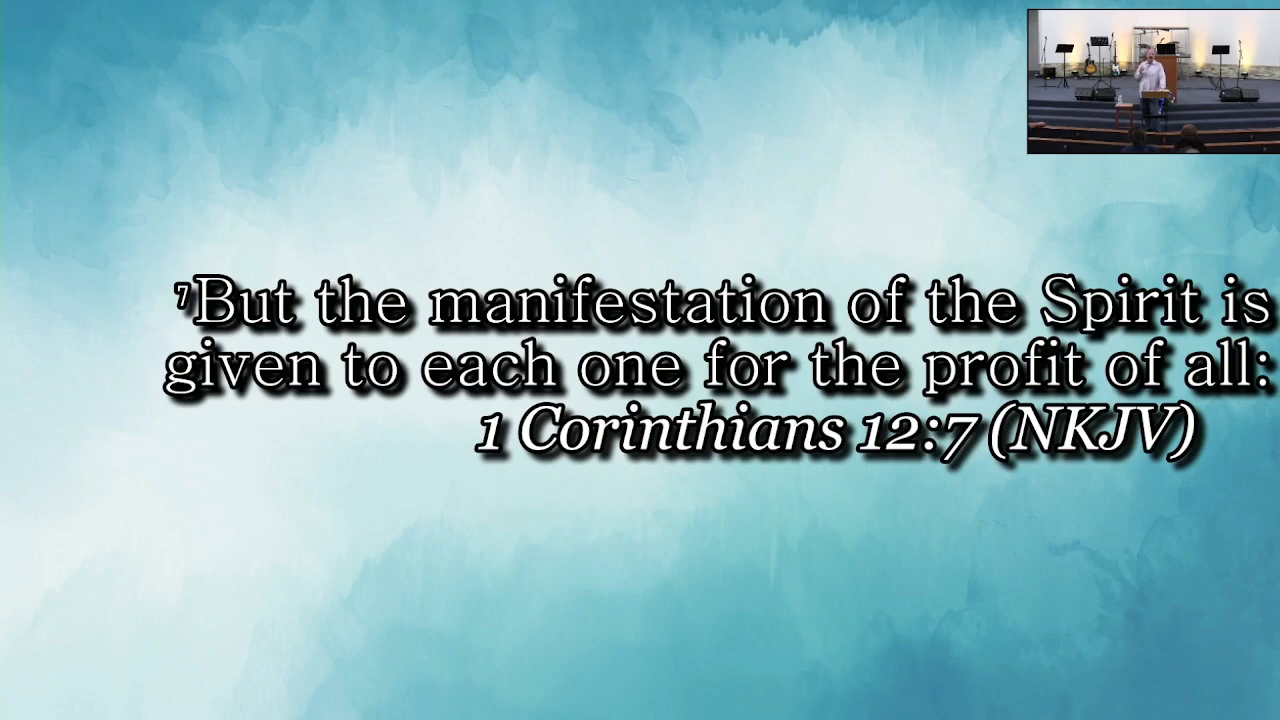 ⁷But the manifestation of the Spirit is
given to each one for the profit of all:
1 Corinthians 12:7 (NKJV)